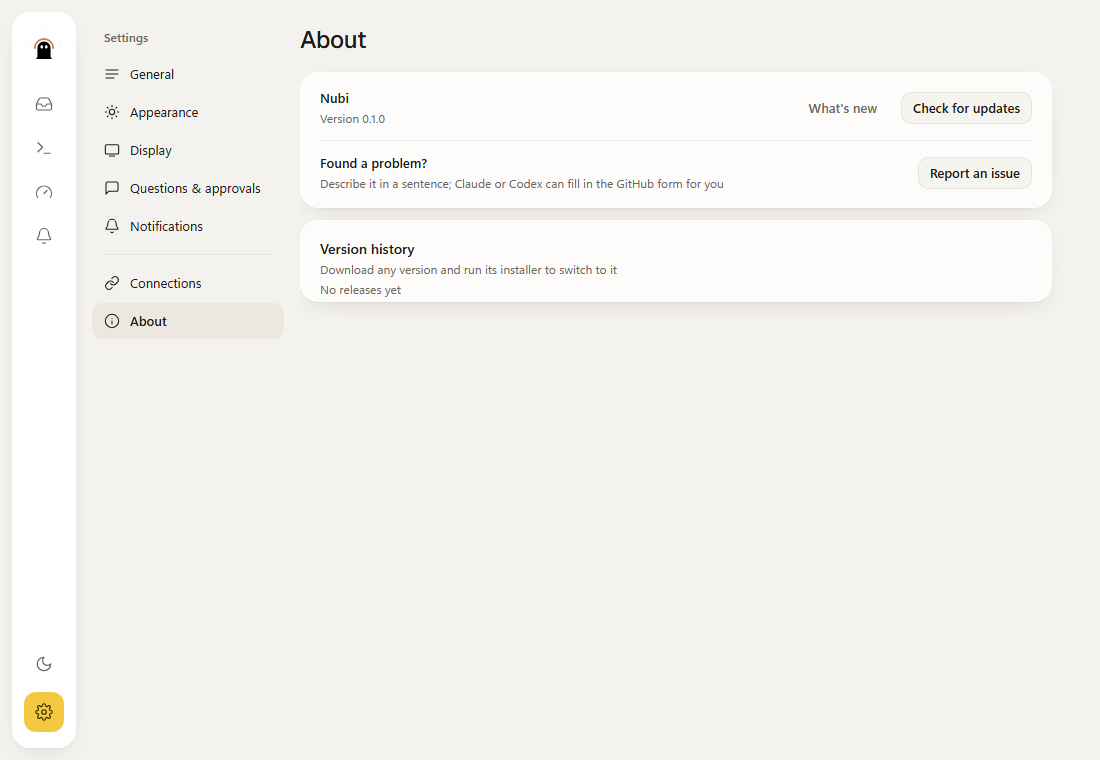 Settings
General
Appearance
Display
Questions & approvals
Notifications
Connections
About
About
Nubi
Version 0.1.0
What's new
Check for updates
Found a problem?
Describe it in a sentence; Claude or Codex can fill in the GitHub form for you
Report an issue
Version history
Download any version and run its installer to switch to it
No releases yet